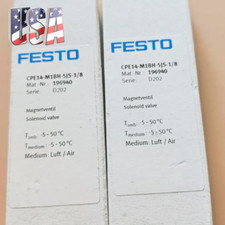 USA
FESTO
CPE14-M1BH-5JS-1/8
Mat. Nr.: 196940
Serie: D202
Magnetventil
Solenoid valve
Tamb: -5 - 50°C
Tmedium: -5 - 50°C
Medium: Luft / Air
FESTO
CPE14-M1BH-5JS-1/8
Mat. Nr.: 196940
Serie: D202
Magnetventil
Solenoid valve
Tamb: -5 - 50°C
Tmedium: -5 - 50°C
Medium: Luft / Air